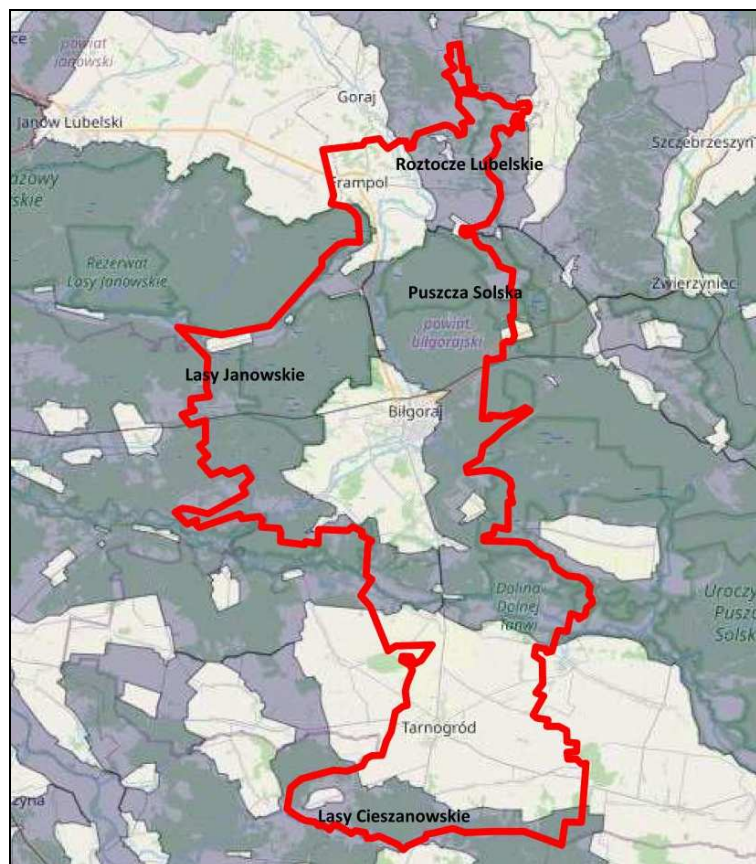 powiat
janowski
Goraj
Janów Lubelski
Szczebrzeszyn
Roztocze Lubelskie
Frampol
Rezerwat
Lasy Janowskie
Zwierzyniec
Puszcza Solska
powiat
biłgorajski
Lasy Janowskie
Biłgoraj
Dolina
Dolnej
Tanwi
Tarnogród
Lasy Cieszanowskie